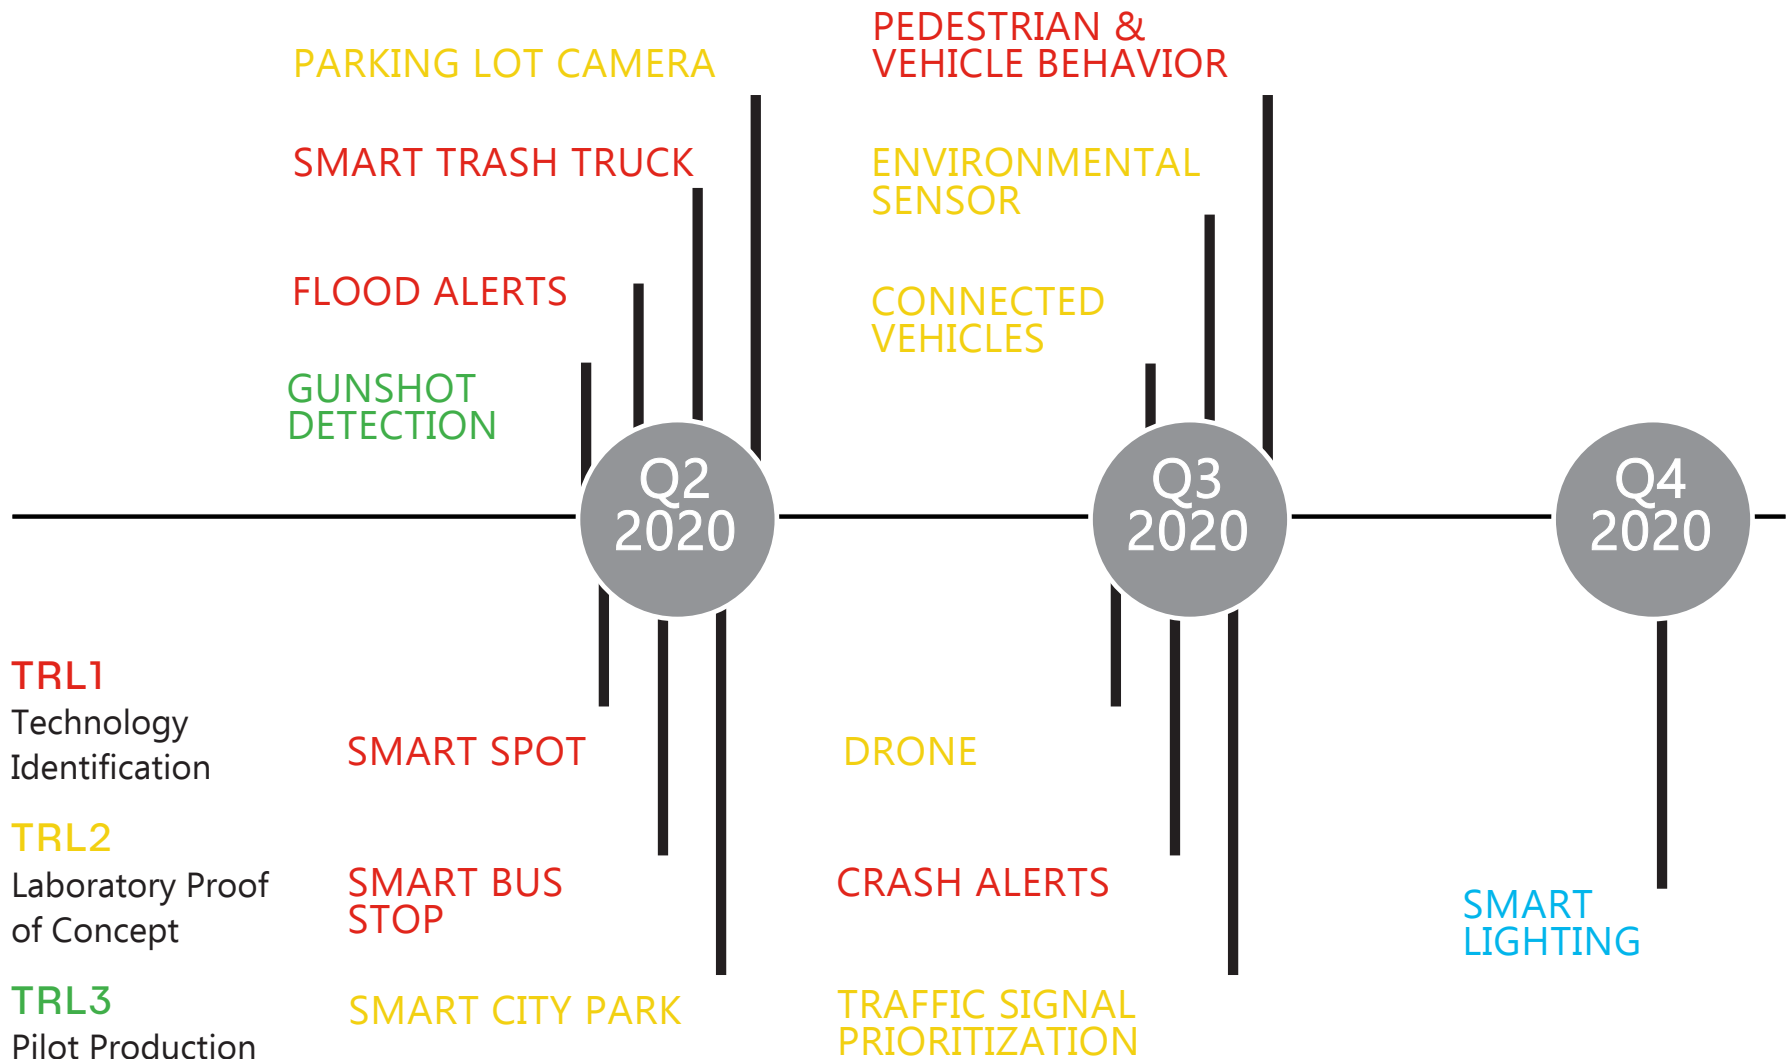 PARKING LOT CAMERA
SMART TRASH TRUCK
FLOOD ALERTS
GUNSHOT
DETECTION
PEDESTRIAN &
VEHICLE BEHAVIOR
ENVIRONMENTAL
SENSOR
CONNECTED
VEHICLES
Q2
2020
Q3
2020
Q4
2020
TRL1
Technology
Identification
TRL2
Laboratory Proof
of Concept
TRL3
Pilot Production
SMART SPOT
SMART BUS
STOP
SMART CITY PARK
DRONE
CRASH ALERTS
TRAFFIC SIGNAL
PRIORITIZATION
SMART
LIGHTING